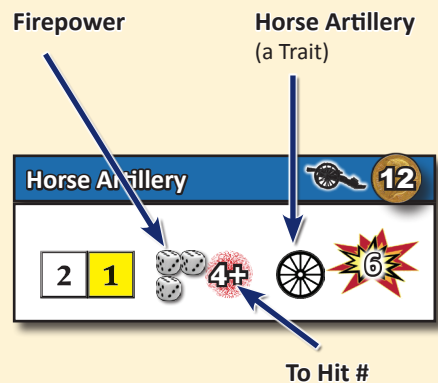 Firepower
Horse Artillery
(a Trait)
Horse Artillery 12
2 1 4+ 6
To Hit #